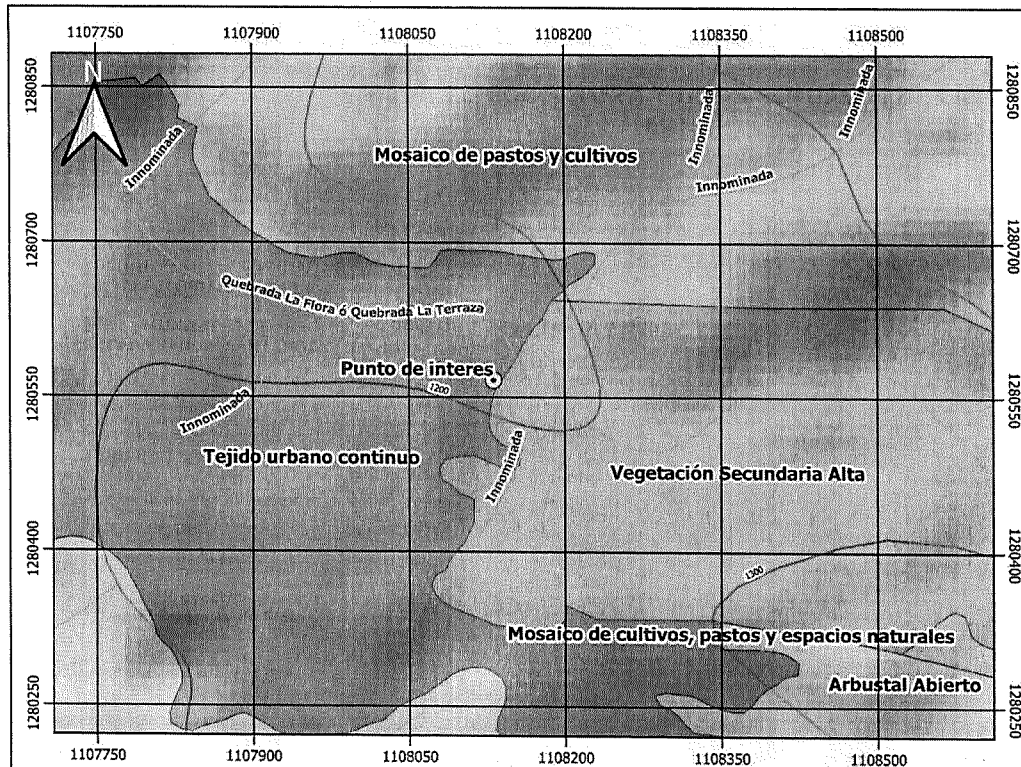 1107750 1107900 1108050 1108200 1108350 1108500
N
1280850 1280850
Innominada
Innominada
Innominada
Mosaico de pastos y cultivos
Innominada
1280700 1280700
Quebrada La Flora ó Quebrada La Terraza
Punto de interes
1200
1280550 1280550
Innominada
Tejido urbano continuo
Innominada
Vegetación Secundaria Alta
1280400 1280400
1300
Mosaico de cultivos, pastos y espacios naturales
Arbustal Abierto
1280250 1280250
1107750 1107900 1108050 1108200 1108350 1108500